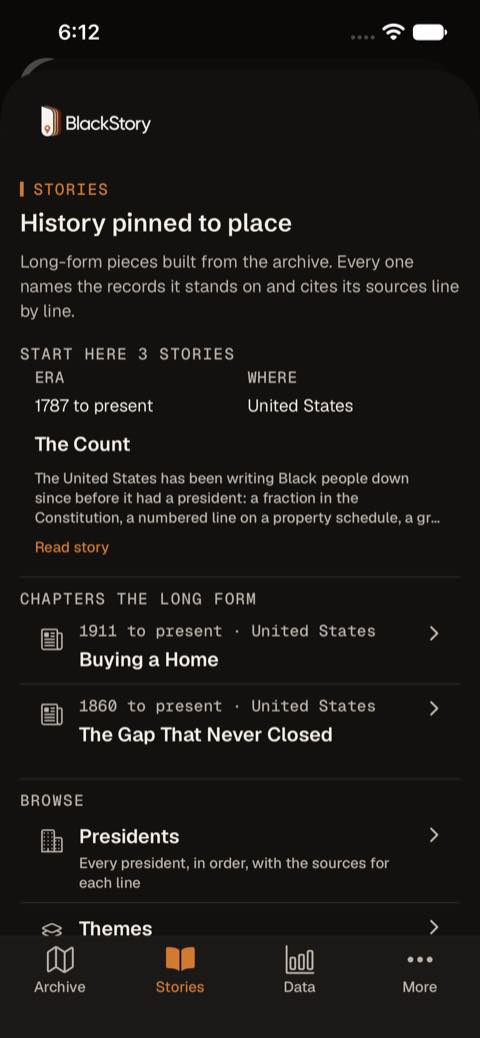 6:12
BlackStory
STORIES
History pinned to place
Long-form pieces built from the archive. Every one
names the records it stands on and cites its sources line
by line.
START HERE 3 STORIES
ERA
WHERE
1787 to present
United States
The Count
The United States has been writing Black people down
since before it had a president: a fraction in the
Constitution, a numbered line on a property schedule, a gr…
Read story
CHAPTERS THE LONG FORM
1911 to present · United States
Buying a Home
1860 to present · United States
The Gap That Never Closed
BROWSE
Presidents
Every president, in order, with the sources for
each line
Themes
Archive
Stories
Data
More